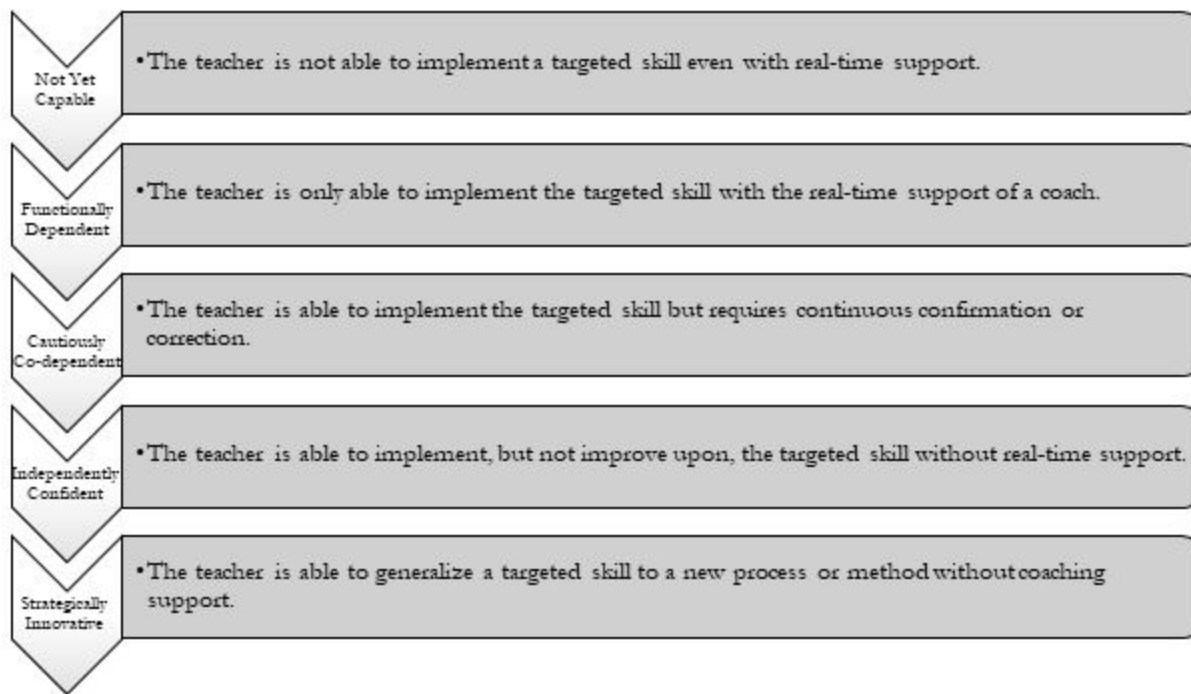 Not Yet
Capable
•The teacher is not able to implement a targeted skill even with real-time support.
Functionally
Dependent
•The teacher is only able to implement the targeted skill with the real-time support of a coach.
Cautiously
Co-dependent
•The teacher is able to implement the targeted skill but requires continuous confirmation or
correction.
Independently
Confident
•The teacher is able to implement, but not improve upon, the targeted skill without real-time support.
Strategically
Innovative
•The teacher is able to generalize a targeted skill to a new process or method without coaching
support.